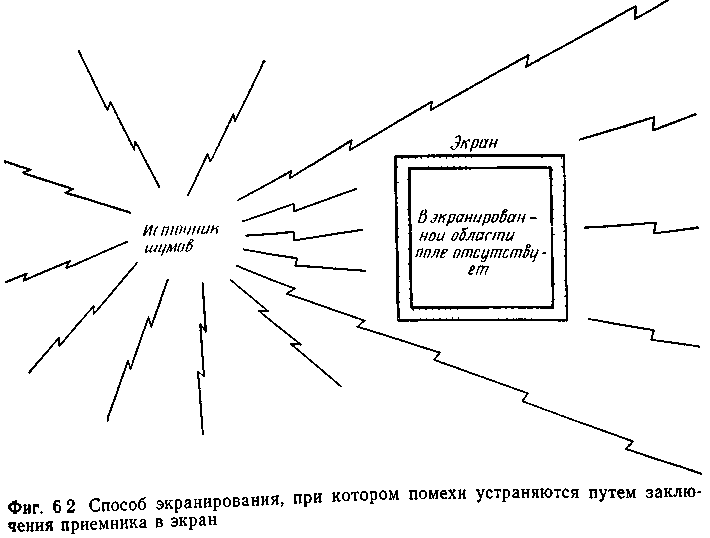 Экран
Источник
шумов
В экранирован-
ной области
поле отсутству-
ет
Фиг. 6 2 Способ экранирования, при котором помехи устраняются путем заклю-
чения приемника в экран